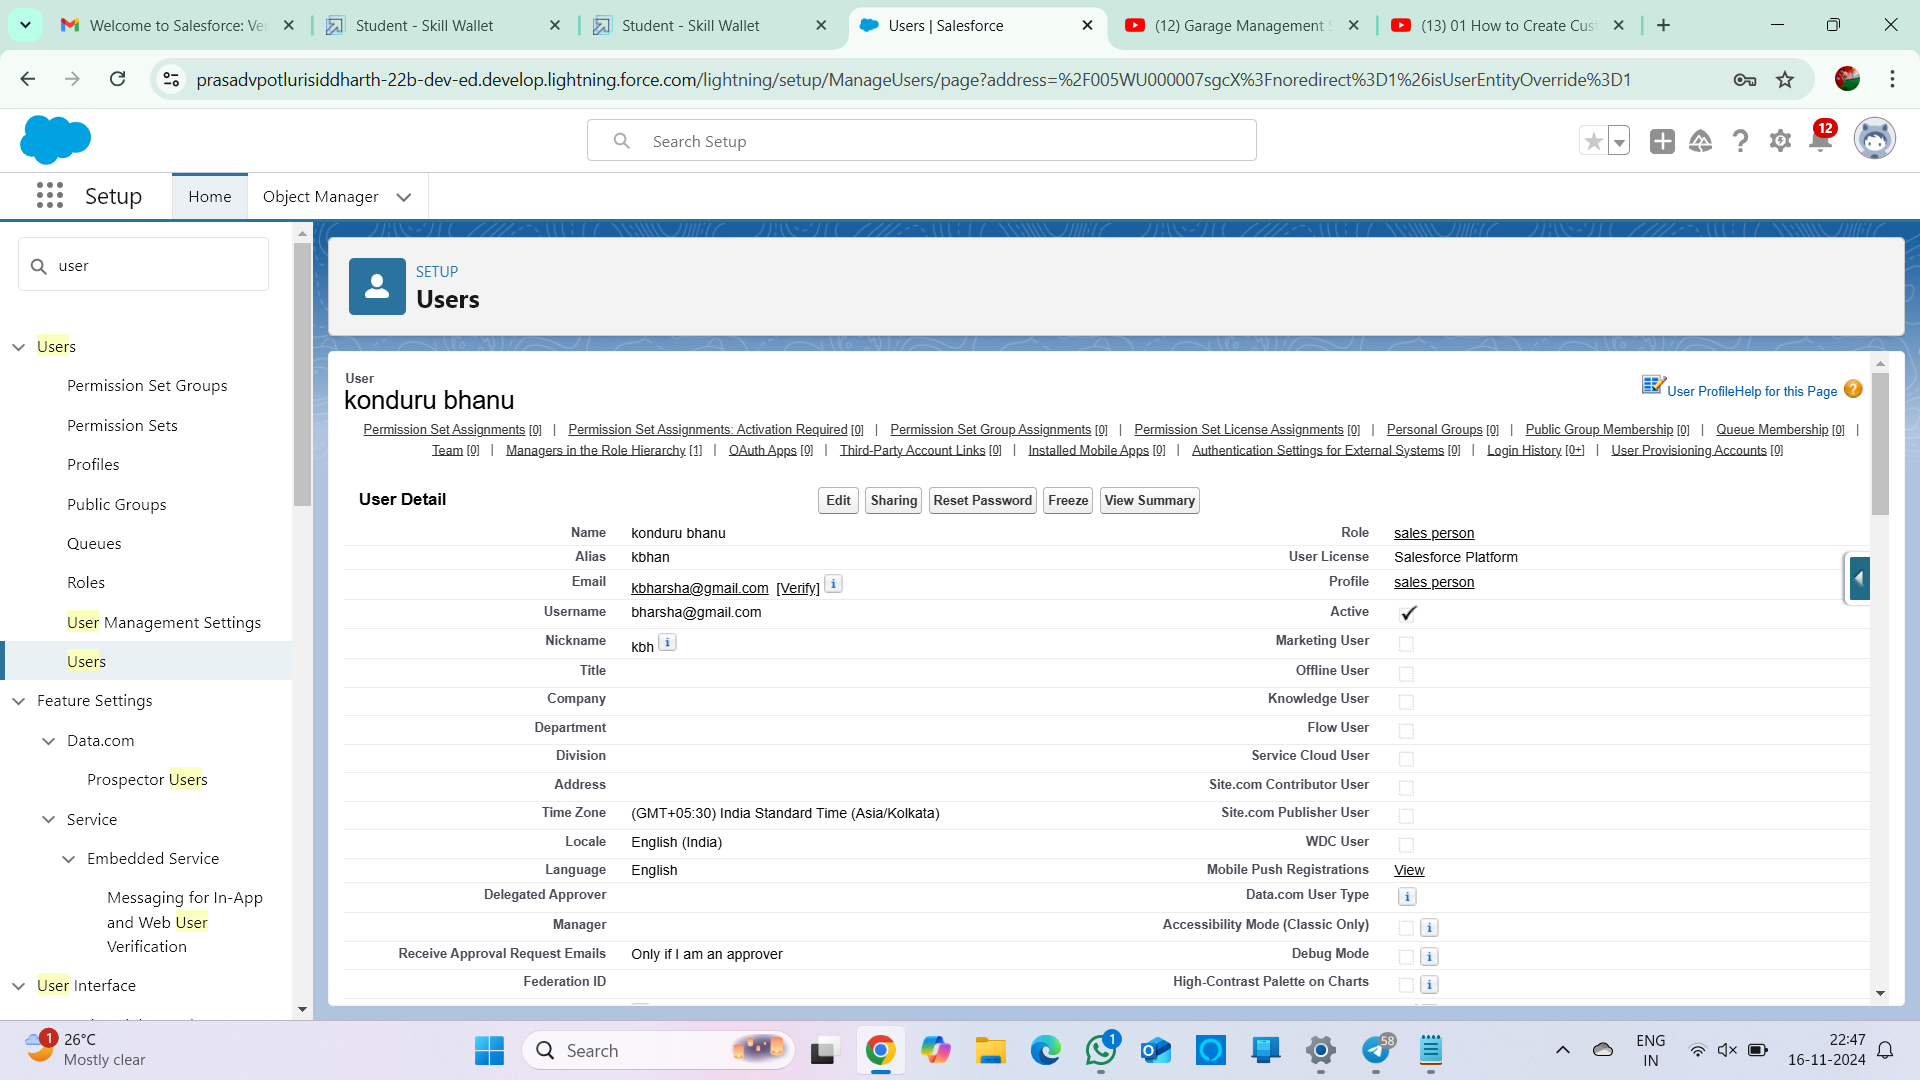 Welcome to Salesforce: Ver
Student - Skill Wallet
Student - Skill Wallet
Users | Salesforce
(12) Garage Management S
(13) 01 How to Create Cus
prasadvpotlurisiddharth-22b-dev-ed.develop.lightning.force.com/lightning/setup/ManageUsers/page?address=%2F005WU000007sgcX%3Fnoredirect%3D1%26isUserEntityOverride%3D1
Search Setup
12
Setup
Home
Object Manager
user
Users
Permission Set Groups
Permission Sets
Profiles
Public Groups
Queues
Roles
User Management Settings
Users
Feature Settings
Data.com
Prospector Users
Service
Embedded Service
Messaging for In-App
and Web User
Verification
User Interface
SETUP
Users
User
konduru bhanu
User Profile Help for this Page
Permission Set Assignments [0] | Permission Set Assignments: Activation Required [0] | Permission Set Group Assignments [0] | Permission Set License Assignments [0] | Personal Groups [0] | Public Group Membership [0] | Queue Membership [0] |
Team [0] | Managers in the Role Hierarchy [1] | OAuth Apps [0] | Third-Party Account Links [0] | Installed Mobile Apps [0] | Authentication Settings for External Systems [0] | Login History [0+] | User Provisioning Accounts [0]
User Detail
Edit Sharing Reset Password Freeze View Summary
Name konduru bhanu Role sales person
Alias kbhan User License Salesforce Platform
Email kbharsha@gmail.com [Verify] i Profile sales person
Username bharsha@gmail.com Active
Nickname kbh i Marketing User
Title Offline User
Company Knowledge User
Department Flow User
Division Service Cloud User
Address Site.com Contributor User
Time Zone (GMT+05:30) India Standard Time (Asia/Kolkata) Site.com Publisher User
Locale English (India) WDC User
Language English Mobile Push Registrations View
Delegated Approver Data.com User Type i
Manager Accessibility Mode (Classic Only) i
Receive Approval Request Emails Only if I am an approver Debug Mode i
Federation ID High-Contrast Palette on Charts i
1
26°C
Mostly clear
Search
1
58
ENG
IN
22:47
16-11-2024